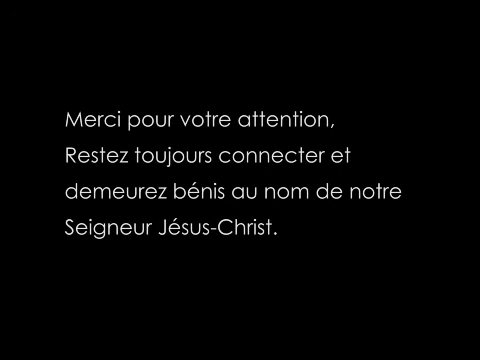 Merci pour votre attention,
Restez toujours connecter et
demeurez bénis au nom de notre
Seigneur Jésus-Christ.